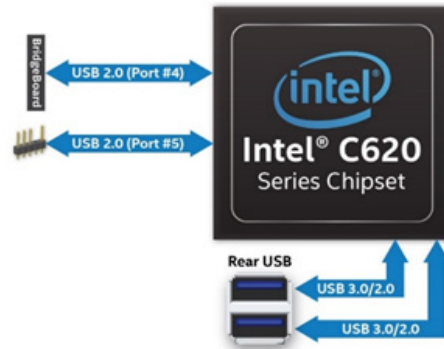 BridgeBoard
USB 2.0 (Port #4)
USB 2.0 (Port #5)
intel®
Intel® C620
Series Chipset
Rear USB
USB 3.0/2.0
USB 3.0/2.0